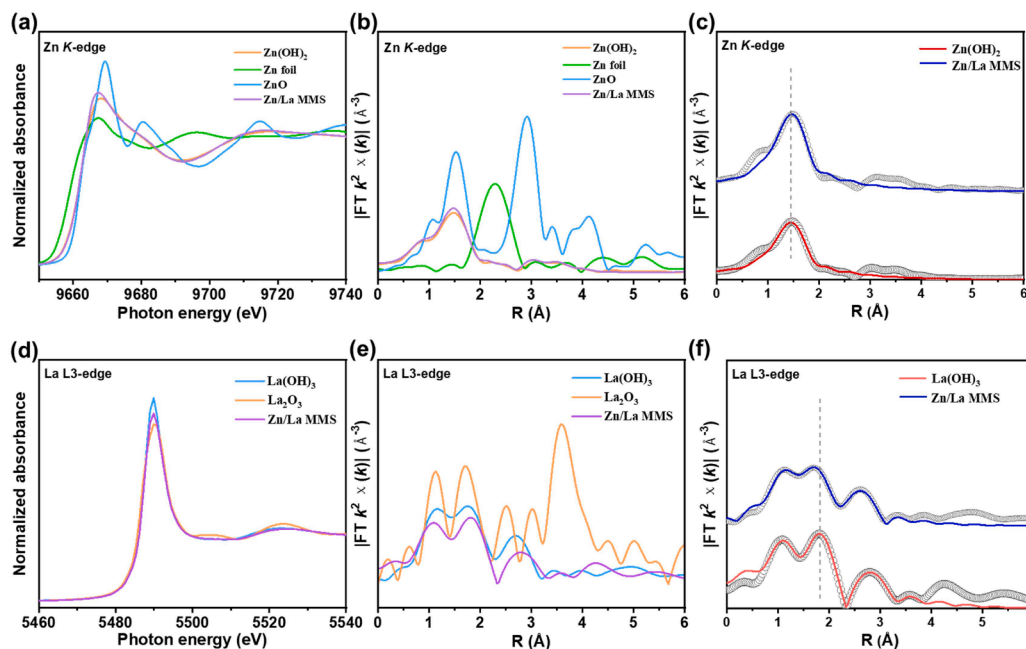 (a)
Zn K-edge
Zn(OH)₂
Zn foil
ZnO
Zn/La MMS
Normalized absorbance
9660 9680 9700 9720 9740
Photon energy (eV)
(b)
Zn K-edge
Zn(OH)₂
Zn foil
ZnO
Zn/La MMS
|FT k² χ (k)| (Å⁻³)
0 1 2 3 4 5 6
R (Å)
(c)
Zn K-edge
Zn(OH)₂
Zn/La MMS
|FT k² χ (k)| (Å⁻³)
0 1 2 3 4 5 6
R (Å)
(d)
La L3-edge
La(OH)₃
La₂O₃
Zn/La MMS
Normalized absorbance
5460 5480 5500 5520 5540
Photon energy (eV)
(e)
La L3-edge
La(OH)₃
La₂O₃
Zn/La MMS
|FT k² χ (k)| (Å⁻³)
0 1 2 3 4 5 6
R (Å)
(f)
La L3-edge
La(OH)₃
Zn/La MMS
|FT k² χ (k)| (Å⁻³)
0 1 2 3 4 5
R (Å)